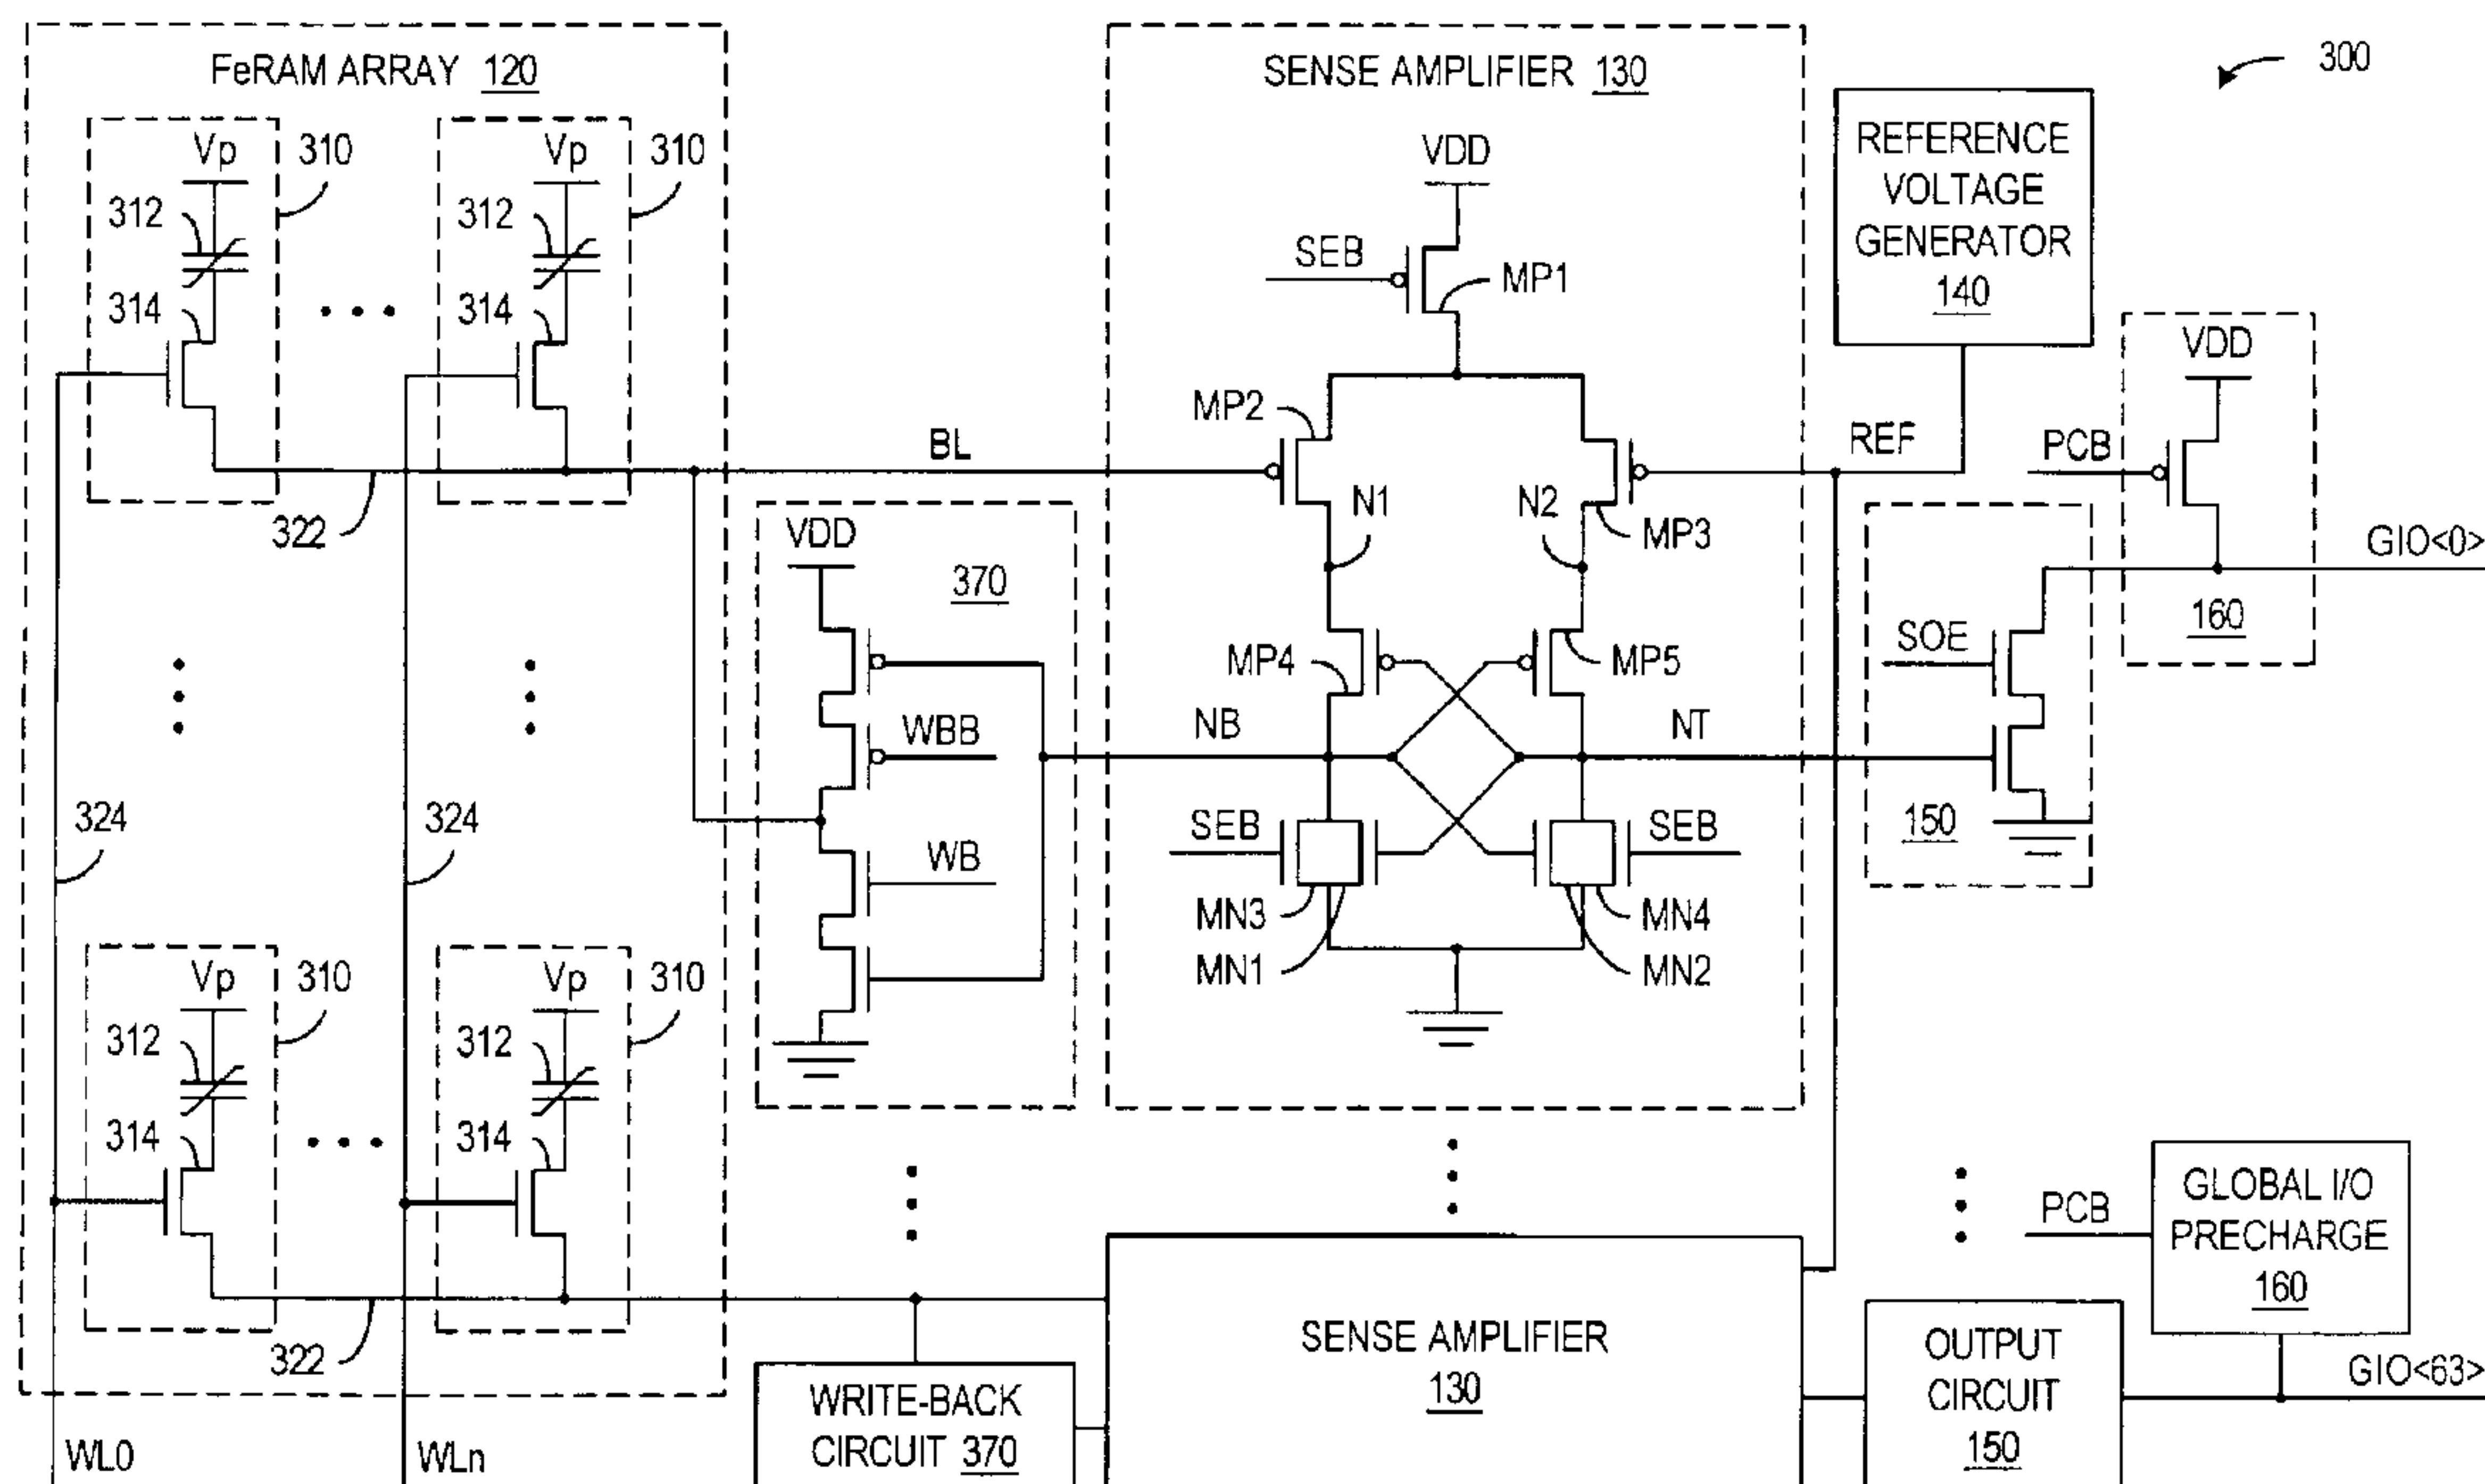 FeRAM ARRAY 120
Vp
310
312
314
Vp
310
312
314
322
324
324
Vp
310
312
314
Vp
310
312
314
322
WL0
WLn
BL
VDD
370
WBB
WB
WRITE-BACK
CIRCUIT 370
SENSE AMPLIFIER 130
VDD
SEB
MP1
MP2
N1
N2
MP3
MP4
MP5
NB
NT
SEB
SEB
MN3
MN4
MN1
MN2
SENSE AMPLIFIER
130
300
REFERENCE
VOLTAGE
GENERATOR
140
REF
VDD
PCB
GIO<0>
160
SOE
150
PCB
GLOBAL I/O
PRECHARGE
160
OUTPUT
CIRCUIT
150
GIO<63>